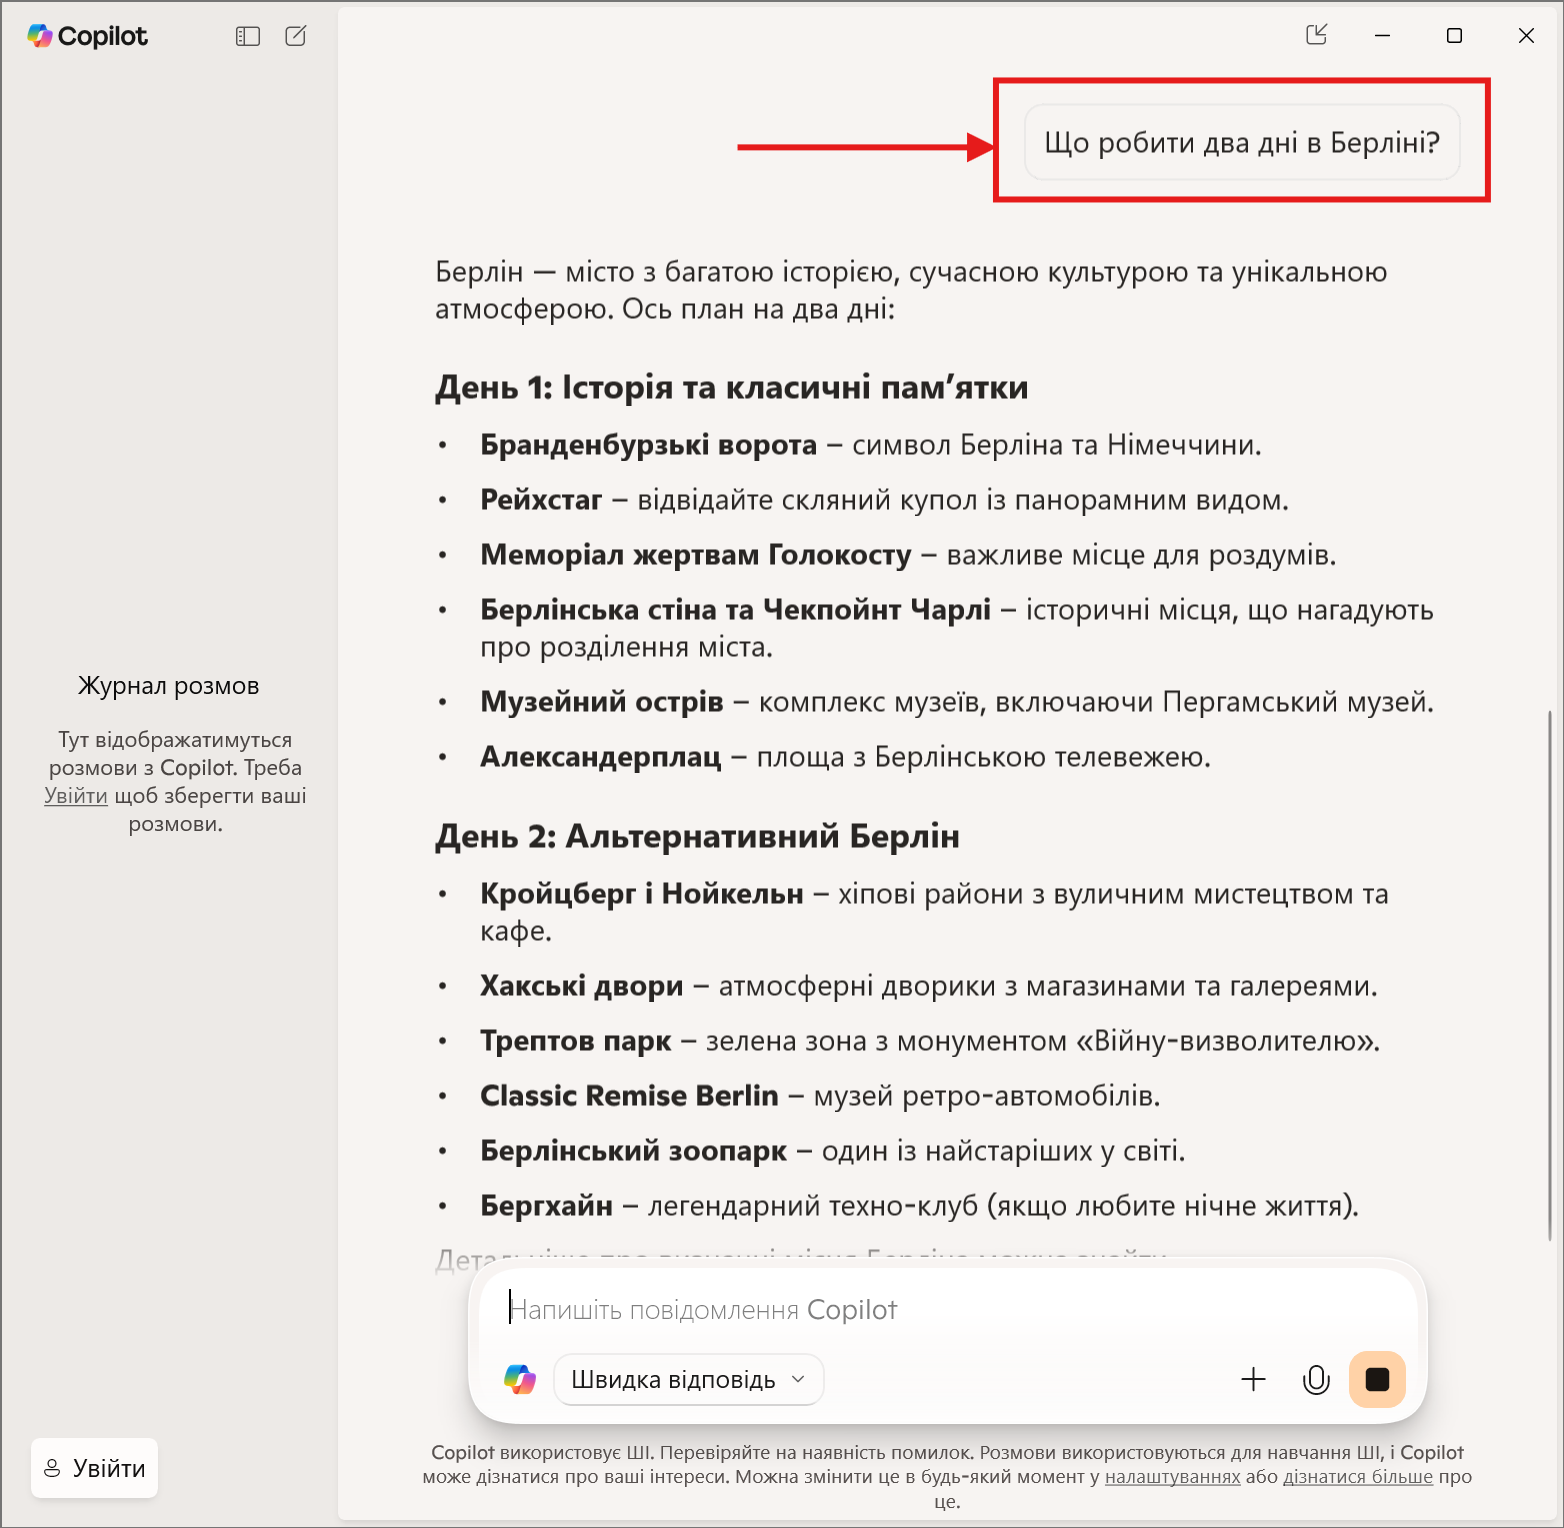 Copilot
Що робити два дні в Берліні?
Берлін — місто з багатою історією, сучасною культурою та унікальною
атмосферою. Ось план на два дні:
День 1: Історія та класичні пам’ятки
• Бранденбурзькі ворота – символ Берліна та Німеччини.
• Рейхстаг – відвідайте скляний купол із панорамним видом.
• Меморіал жертвам Голокосту – важливе місце для роздумів.
• Берлінська стіна та Чекпойнт Чарлі – історичні місця, що нагадують
про розділення міста.
• Музейний острів – комплекс музеїв, включаючи Пергамський музей.
• Александерплац – площа з Берлінською телевежею.
День 2: Альтернативний Берлін
• Кройцберг і Нойкельн – хіпові райони з вуличним мистецтвом та
кафе.
• Хакські двори – атмосферні дворики з магазинами та галереями.
• Трептов парк – зелена зона з монументом «Війну-визволителю».
• Classic Remise Berlin – музей ретро-автомобілів.
• Берлінський зоопарк – один із найстаріших у світі.
• Бергхайн – легендарний техно-клуб (якщо любите нічне життя).
Журнал розмов
Тут відображатимуться
розмови з Copilot. Треба
Увійти щоб зберегти ваші
розмови.
Напишіть повідомлення Copilot
Швидка відповідь
Увійти
Copilot використовує ШІ. Перевіряйте на наявність помилок. Розмови використовуються для навчання ШІ, і Copilot
може дізнатися про ваші інтереси. Можна змінити це в будь-який момент у налаштуваннях або дізнатися більше про
це.